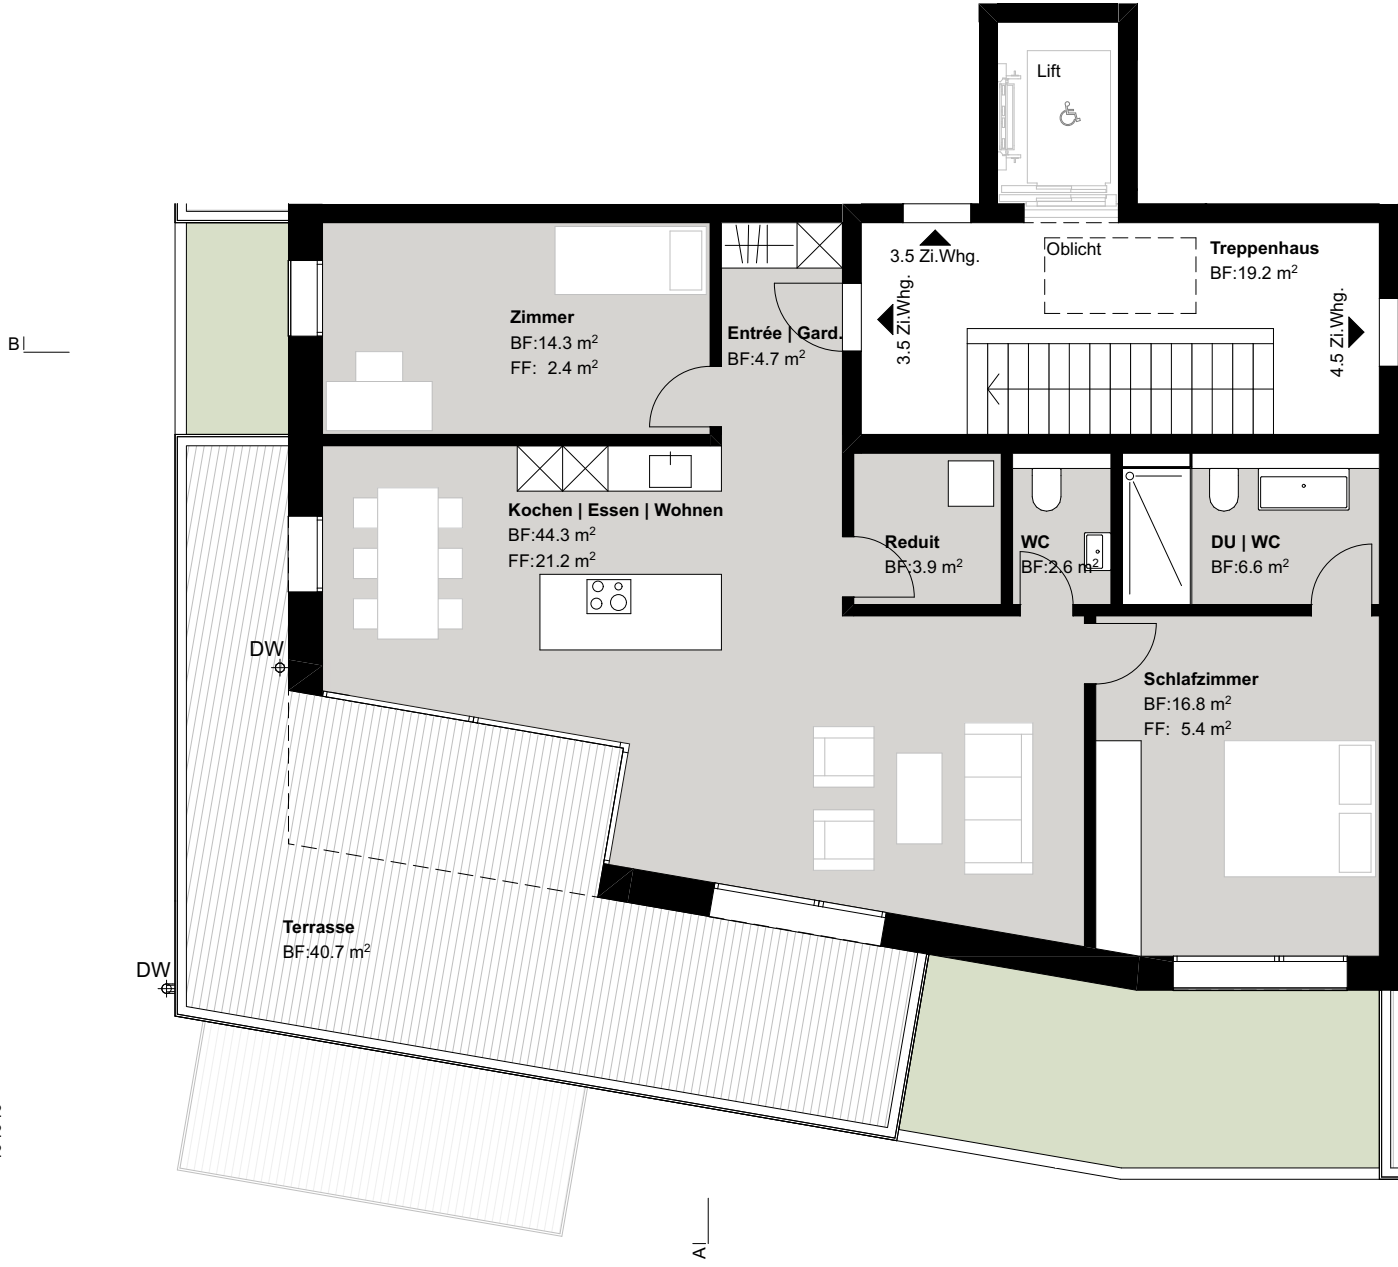 Lift
3.5 Zi.Whg.
Oblicht
Treppenhaus
BF:19.2 m²
3.5 Zi.Whg.
4.5 Zi.Whg.
Zimmer
BF:14.3 m²
FF: 2.4 m²
Entrée | Gard.
BF:4.7 m²
B
Kochen | Essen | Wohnen
BF:44.3 m²
FF:21.2 m²
Reduit
BF:3.9 m²
WC
BF:2.6 m²
DU | WC
BF:6.6 m²
DW
Schlafzimmer
BF:16.8 m²
FF: 5.4 m²
Terrasse
BF:40.7 m²
DW
A